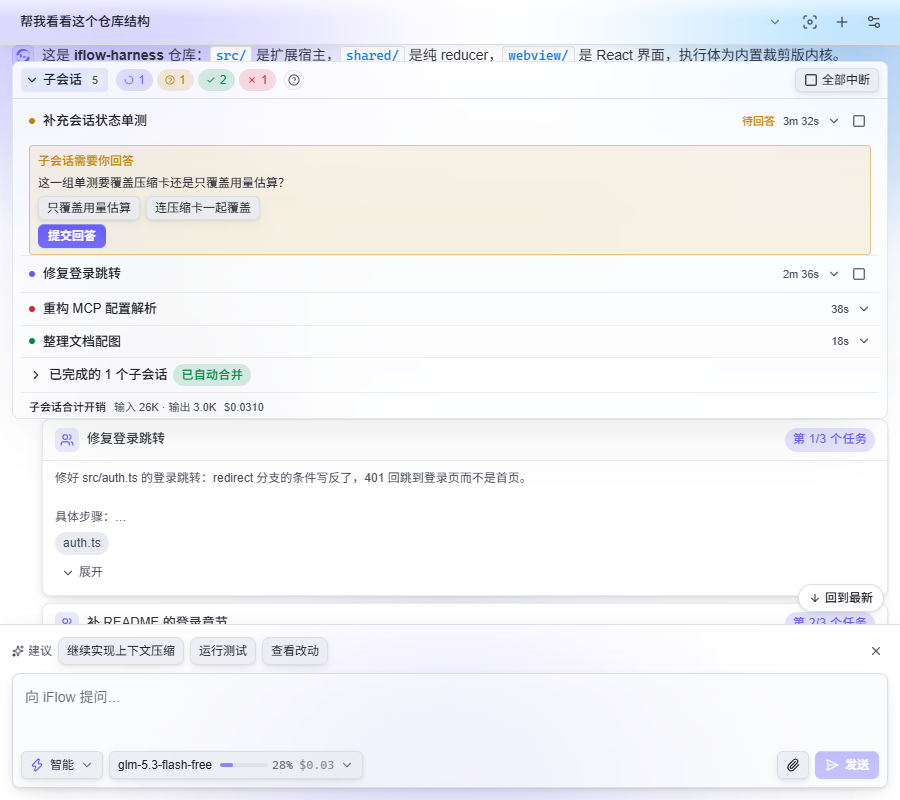 帮我看看这个仓库结构
这是 iflow-harness 仓库： src/ 是扩展宿主， shared/ 是纯 reducer， webview/ 是 React 界面，执行体为内置裁剪版内核。
子会话 5 1 1 2 1 全部中断
补充会话状态单测 待回答 3m 32s
子会话需要你回答
这一组单测要覆盖压缩卡还是只覆盖用量估算？
只覆盖用量估算 连压缩卡一起覆盖
提交回答
修复登录跳转 2m 36s
重构 MCP 配置解析 38s
整理文档配图 18s
已完成的 1 个子会话 已自动合并
子会话合计开销 输入 26K · 输出 3.0K $0.0310
修复登录跳转 第 1/3 个任务
修好 src/auth.ts 的登录跳转：redirect 分支的条件写反了，401 回跳到登录页而不是首页。
具体步骤：…
auth.ts
展开
回到最新
补 README 的登录章节 第 2/3 个任务
建议 继续实现上下文压缩 运行测试 查看改动
向 iFlow 提问…
智能 glm-5.3-flash-free 28% $0.03 发送